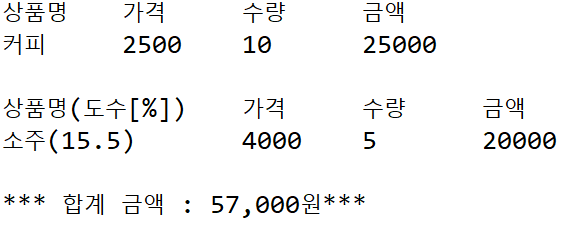 상품명 가격 수량 금액
커피 2500 10 25000
상품명(도수[%]) 가격 수량 금액
소주(15.5) 4000 5 20000
*** 합계 금액 : 57,000원***